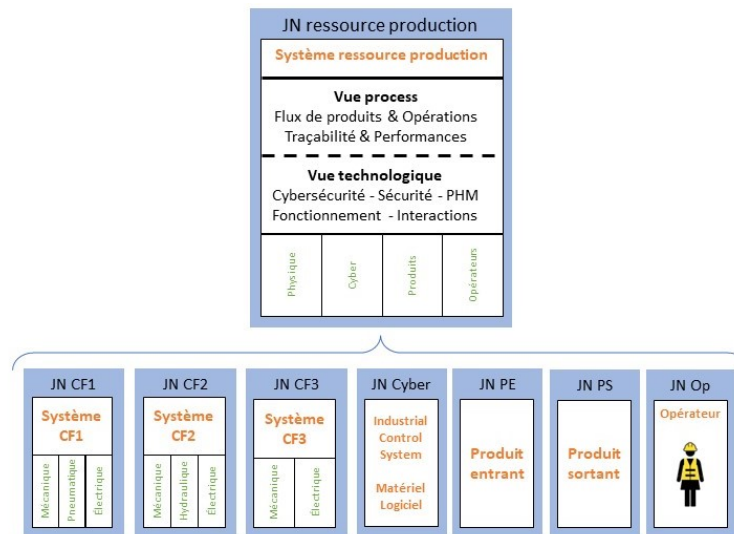 JN ressource production
Système ressource production
Vue process
Flux de produits & Opérations
Traçabilité & Performances
Vue technologique
Cybersécurité - Sécurité - PHM
Fonctionnement - Interactions
Physique
Cyber
Produits
Opérateurs
JN CF1
Système
CF1
Mécanique
Pneumatique
Électrique
JN CF2
Système
CF2
Mécanique
Hydraulique
Électrique
JN CF3
Système
CF3
Mécanique
Électrique
JN Cyber
Industrial
Control
System
Matériel
Logiciel
JN PE
Produit
entrant
JN PS
Produit
sortant
JN Op
Opérateur